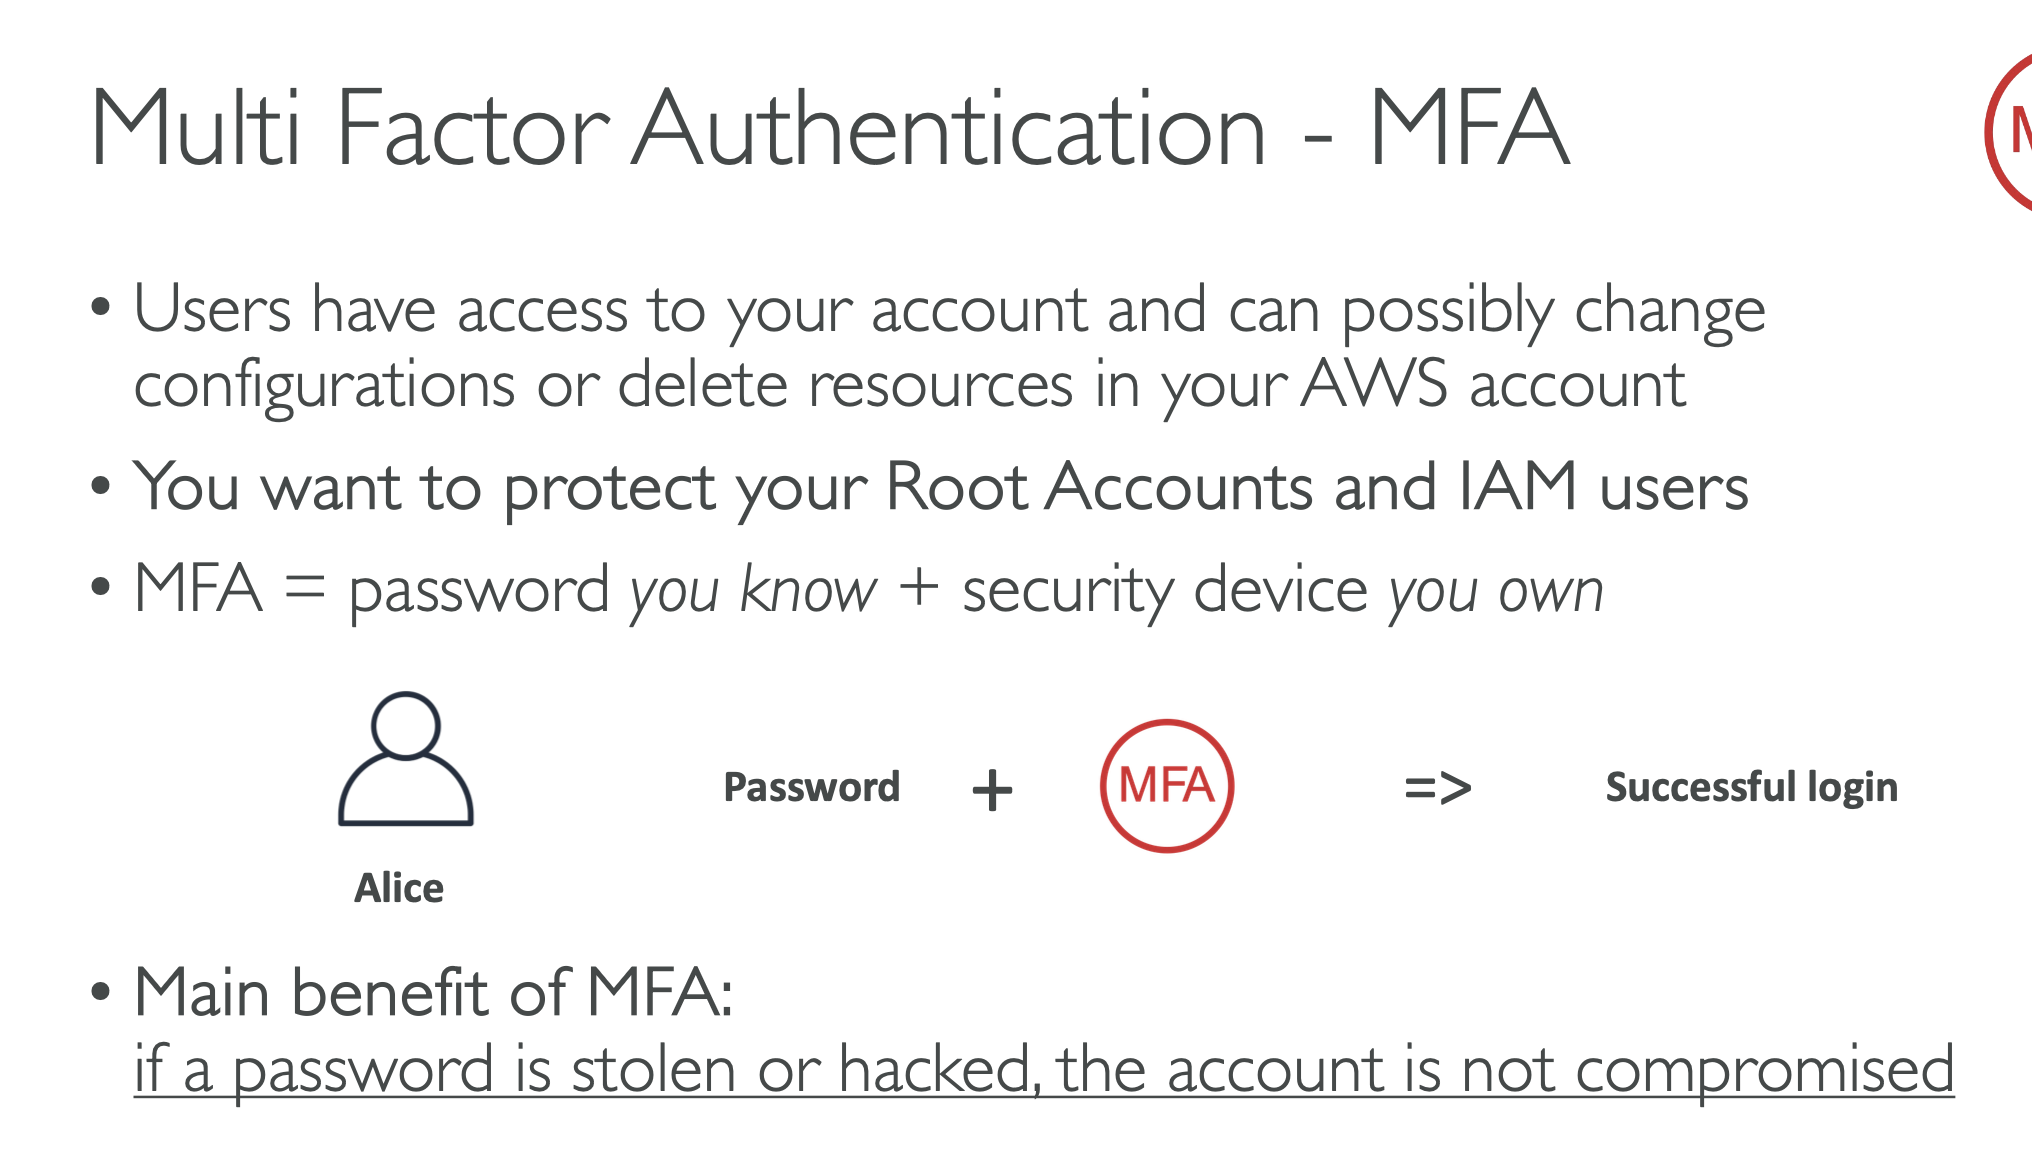 Multi Factor Authentication - MFA
• Users have access to your account and can possibly change
configurations or delete resources in your AWS account
• You want to protect your Root Accounts and IAM users
• MFA = password you know + security device you own
Password + MFA => Successful login
Alice
• Main benefit of MFA:
if a password is stolen or hacked, the account is not compromised